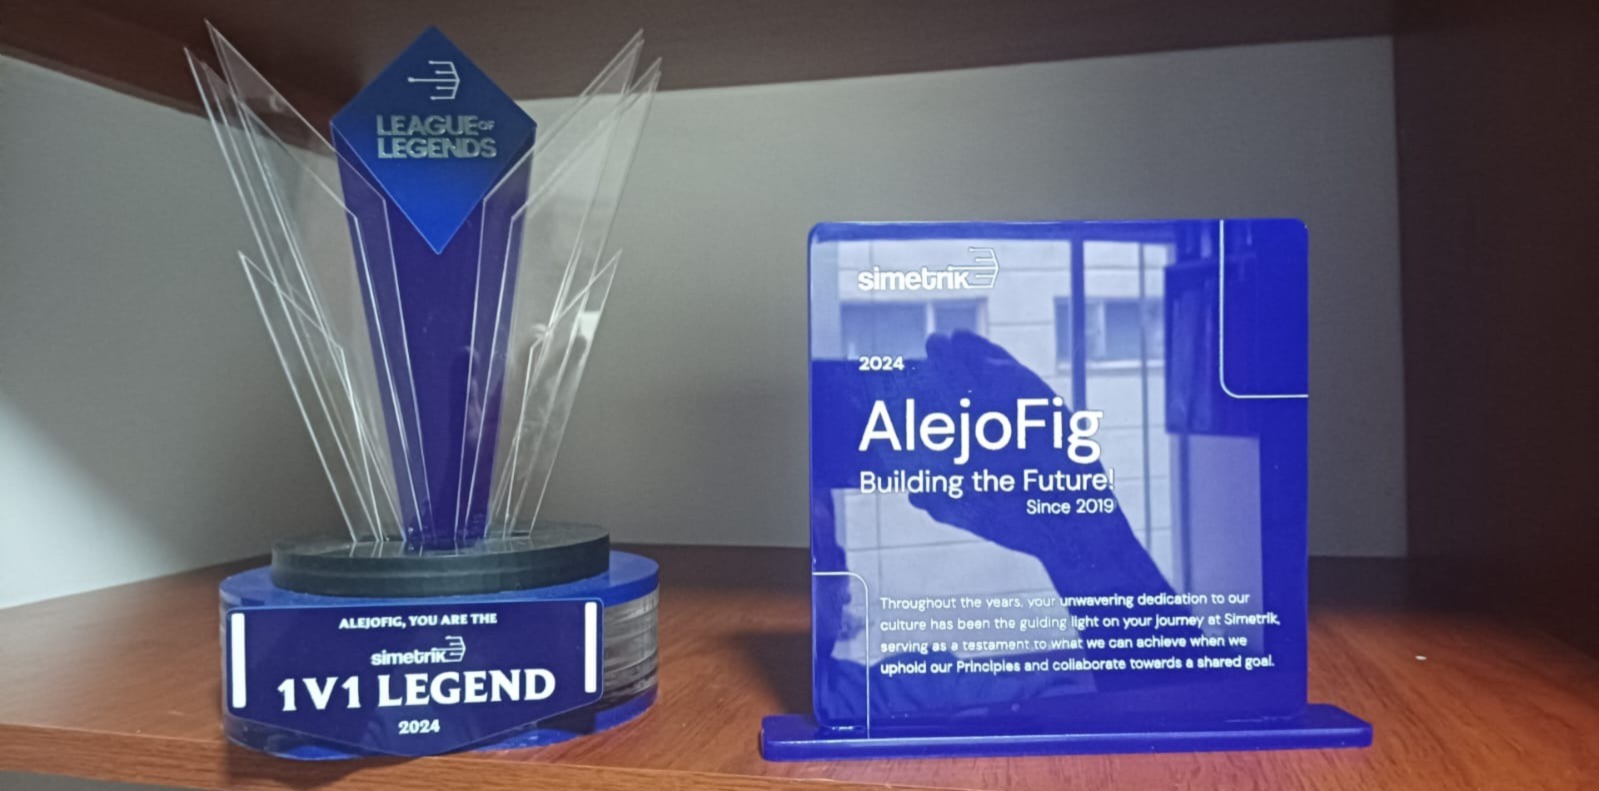 LEAGUE OF
LEGENDS
ALEJOFIG, YOU ARE THE
simetrik
1V1 LEGEND
2024
simetrik
2024
AlejoFig
Building the Future!
Since 2019
Throughout the years, your unwavering dedication to our
culture has been the guiding light on your journey at Simetrik,
serving as a testament to what we can achieve when we
uphold our Principles and collaborate towards a shared goal.